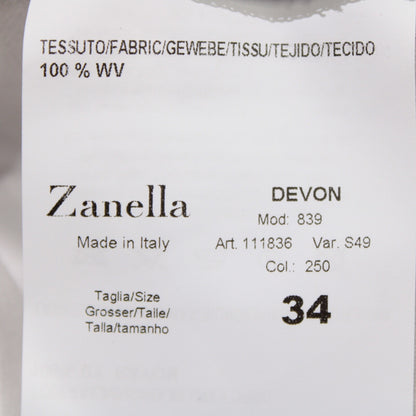 TESSUTO/FABRIC/GEWEBE/TISSU/TEJIDO/TECIDO
100 % WV
Zanella
Made in Italy
DEVON
Mod: 839
Art. 111836 Var. S49
Col.: 250
Taglia/Size
Grosser/Taile/
Talla/tamanho
34